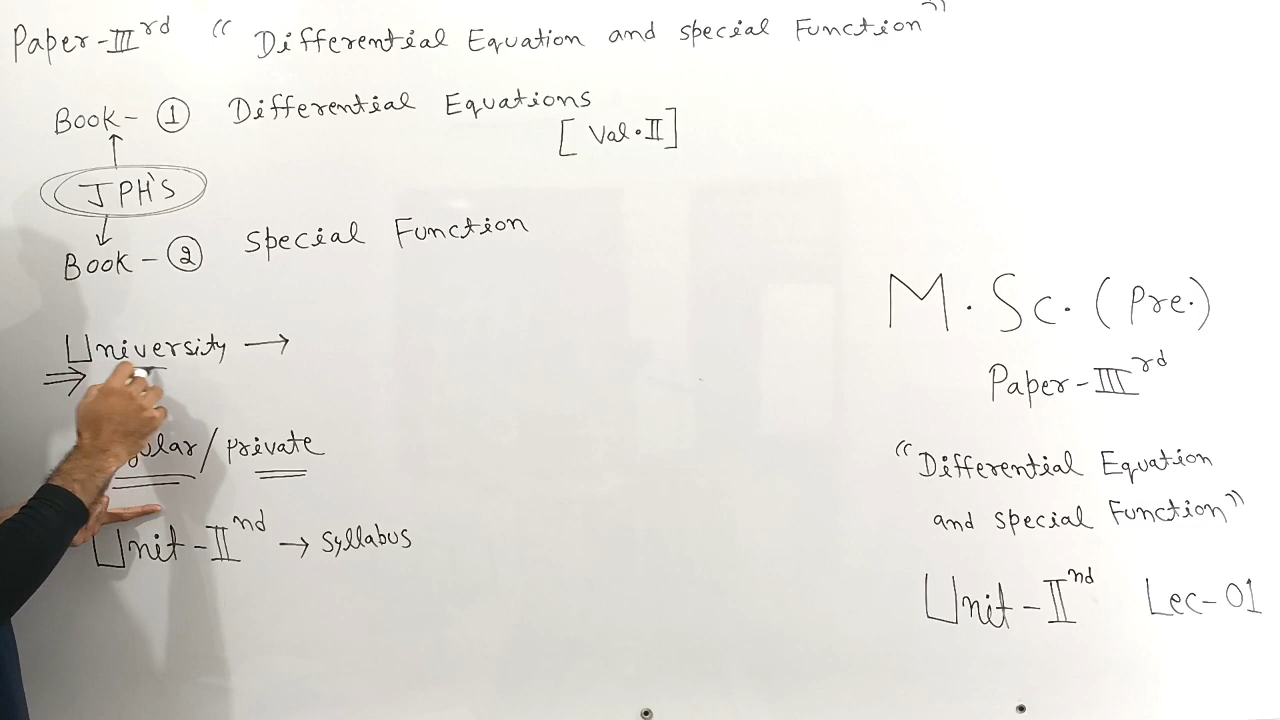 Paper-III rd “ Differential Equation and special Function”
Book- 1 Differential Equations
[ Val.II ]
JPH's
Book - 2 Special Function
University →
⇒
/ private
Unit-II nd → syllabus
M.Sc. (Pre.)
Paper-III rd
“Differential Equation
and special Function”
Unit-II nd Lec-01